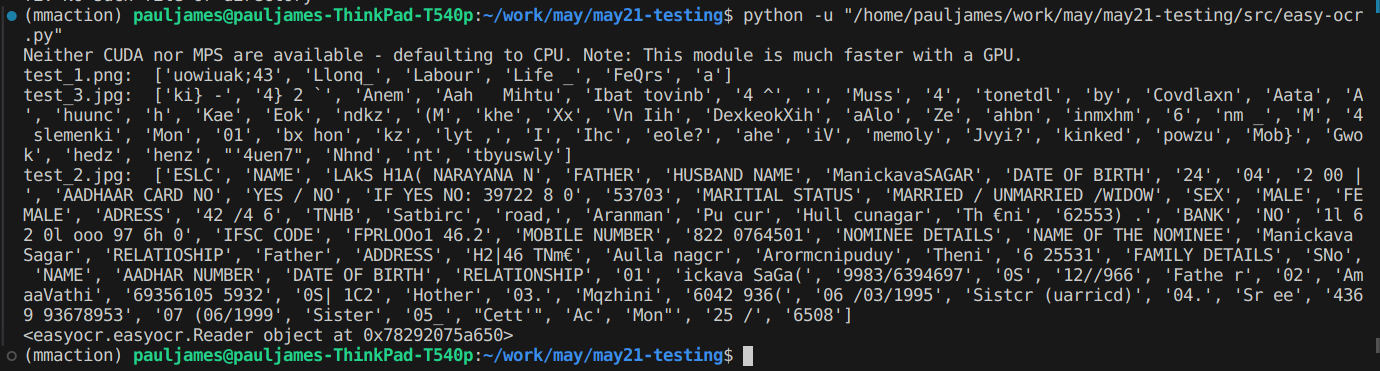 (mmaction) pauljames@pauljames-ThinkPad-T540p:~/work/may/may21-testing$ python -u "/home/pauljames/work/may/may21-testing/src/easy-ocr
.py"
Neither CUDA nor MPS are available - defaulting to CPU. Note: This module is much faster with a GPU.
test_1.png:  ['uowiuak;43', 'Llonq_', 'Labour', 'Life _', 'FeQrs', 'a']
test_3.jpg:  ['ki} -', '4} 2 `', 'Anem', 'Aah   Mihtu', 'Ibat tovinb', '4 ^', '', 'Muss', '4', 'tonetdl', 'by', 'Covdlaxn', 'Aata', 'A
', 'huunc', 'h', 'Kae', 'Eok', 'ndkz', '(M', 'khe', 'Xx', 'Vn Iih', 'DexkeokXih', 'aAlo', 'Ze', 'ahbn', 'inmxhm', '6', 'nm _', 'M', '4
 slemenki', 'Mon', '01', 'bx hon', 'kz', 'lyt ,', 'I', 'Ihc', 'eole?', 'ahe', 'iV', 'memoly', 'Jvyi?', 'kinked', 'powzu', 'Mob}', 'Gwo
k', 'hedz', 'henz', "'4uen7", 'Nhnd', 'nt', 'tbyuswly']
test_2.jpg:  ['ESLC', 'NAME', 'LAkS H1A( NARAYANA N', 'FATHER', 'HUSBAND NAME', 'ManickavaSAGAR', 'DATE OF BIRTH', '24', '04', '2 00 |
', 'AADHAAR CARD NO', 'YES / NO', 'IF YES NO: 39722 8 0', '53703', 'MARITIAL STATUS', 'MARRIED / UNMARRIED /WIDOW', 'SEX', 'MALE', 'FE
MALE', 'ADRESS', '42 /4 6', 'TNHB', 'Satbirc', 'road,', 'Aranman', 'Pu cur', 'Hull cunagar', 'Th €ni', '62553) .', 'BANK', 'NO', '1l 6
2 0l ooo 97 6h 0', 'IFSC CODE', 'FPRLOOo1 46.2', 'MOBILE NUMBER', '822 0764501', 'NOMINEE DETAILS', 'NAME OF THE NOMINEE', 'Manickava
Sagar', 'RELATIOSHIP', 'Father', 'ADDRESS', 'H2|46 TNm€', 'Aulla nagcr', 'Arormcnipuduy', 'Theni', '6 25531', 'FAMILY DETAILS', 'SNo',
 'NAME', 'AADHAR NUMBER', 'DATE OF BIRTH', 'RELATIONSHIP', '01', 'ickava SaGa(', '9983/6394697', '0S', '12//966', 'Fathe r', '02', 'Am
aaVathi', '69356105 5932', '0S| 1C2', 'Hother', '03.', 'Mqzhini', '6042 936(', '06 /03/1995', 'Sistcr (uarricd)', '04.', 'Sr ee', '436
9 93678953', '07 (06/1999', 'Sister', '05_', "Cett'", 'Ac', 'Mon"', '25 /', '6508']
<easyocr.easyocr.Reader object at 0x78292075a650>
(mmaction) pauljames@pauljames-ThinkPad-T540p:~/work/may/may21-testing$